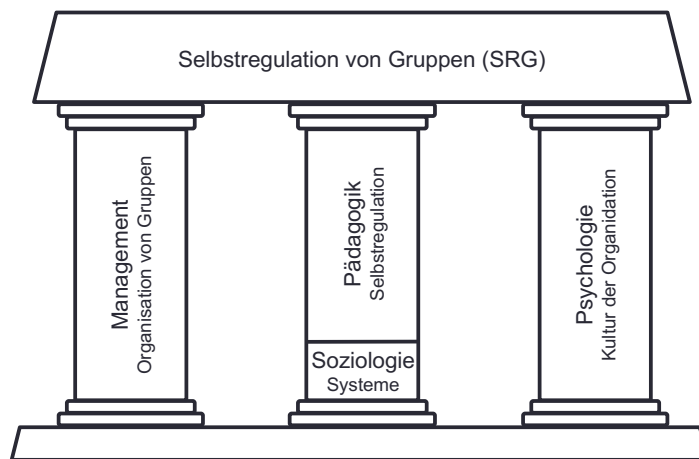 Selbstregulation von Gruppen (SRG)
Management
Organisation von Gruppen
Pädagogik
Selbstregulation
Soziologie
Systeme
Psychologie
Kultur der Organidation